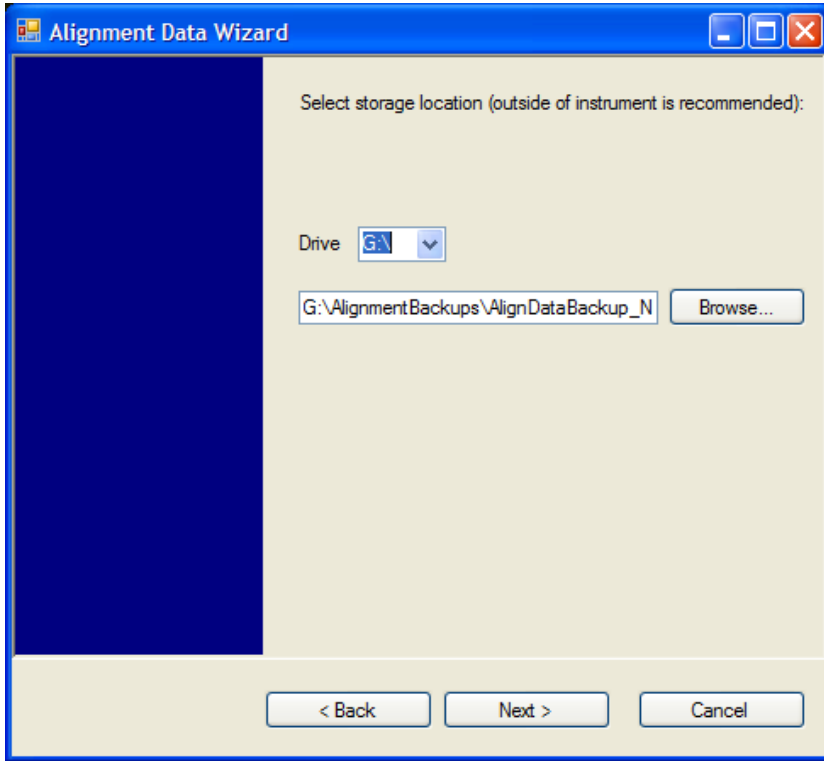 Alignment Data Wizard
Select storage location (outside of instrument is recommended):
Drive G:\
G:\AlignmentBackups\AlignDataBackup_N Browse...
< Back Next > Cancel